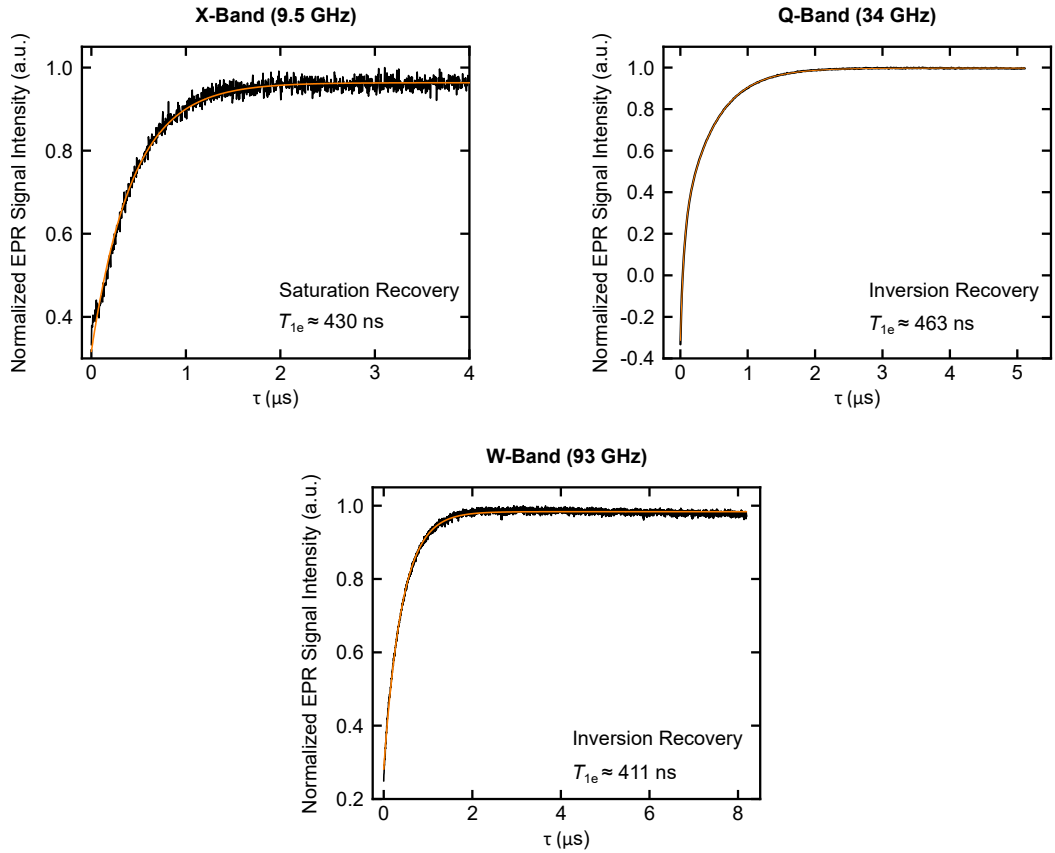 X-Band (9.5 GHz)
Normalized EPR Signal Intensity (a.u.)
1.0
0.8
0.6
0.4
0
1
2
3
4
τ (μs)
Saturation Recovery
T1e ≈ 430 ns
Q-Band (34 GHz)
Normalized EPR Signal Intensity (a.u.)
1.0
0.8
0.6
0.4
0.0
-0.2
-0.4
0
1
2
3
4
5
τ (μs)
Inversion Recovery
T1e ≈ 463 ns
W-Band (93 GHz)
Normalized EPR Signal Intensity (a.u.)
1.0
0.8
0.6
0.4
0.2
0
2
4
6
8
τ (μs)
Inversion Recovery
T1e ≈ 411 ns